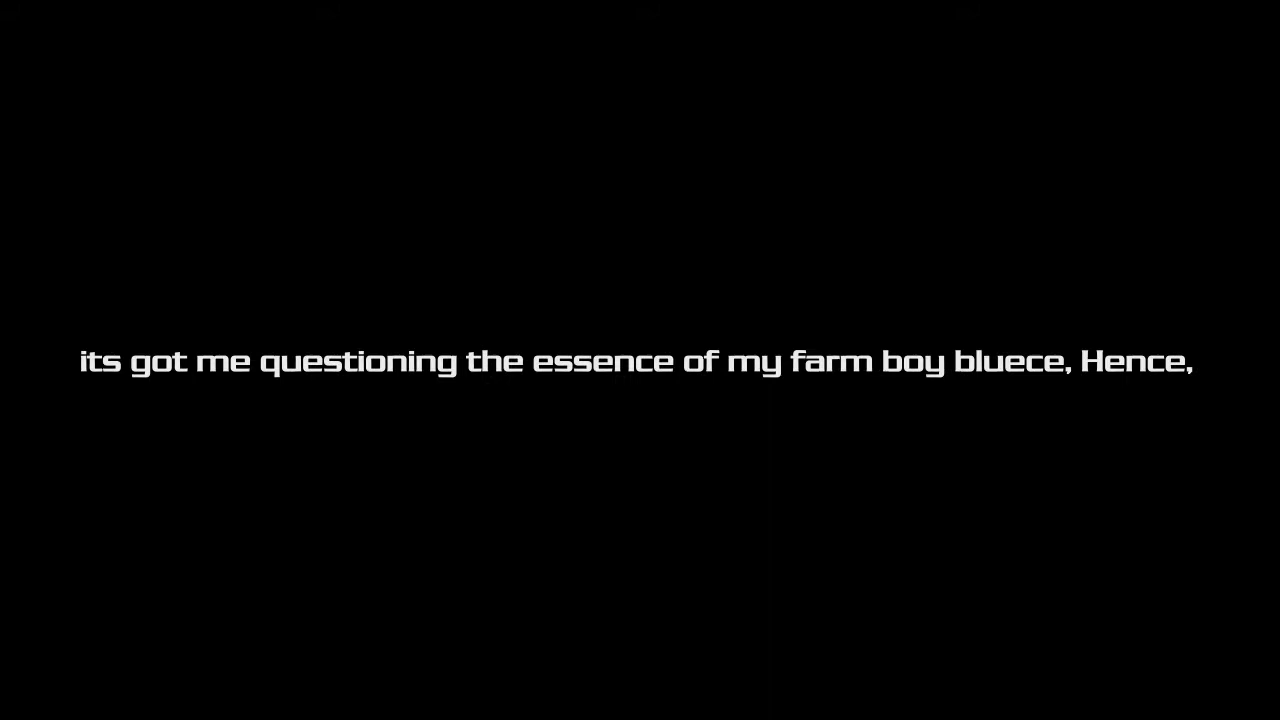 its got me questioning the essence of my farm boy bluece, Hence,